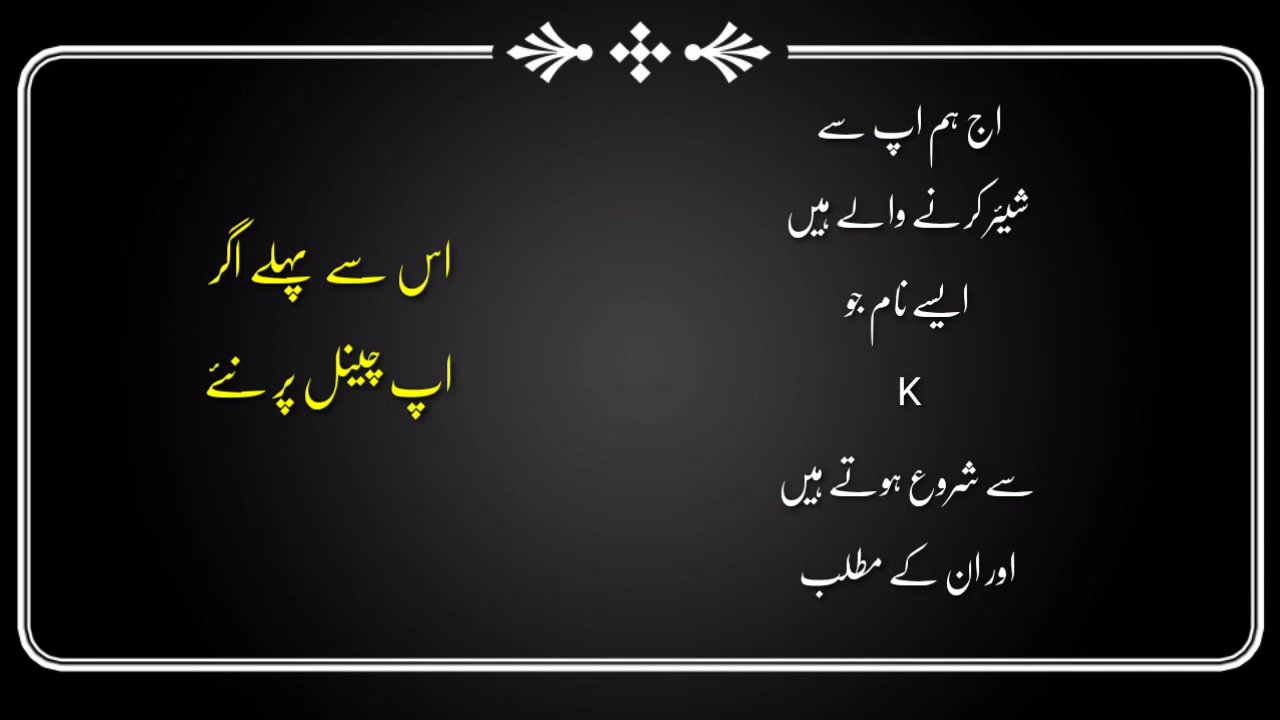 اج ہم اپ سے
شیئر کرنے والے ہیں
ایسے نام جو
K
سے شروع ہوتے ہیں
اور ان کے مطلب
اس سے پہلے اگر
اپ چینل پر نئے